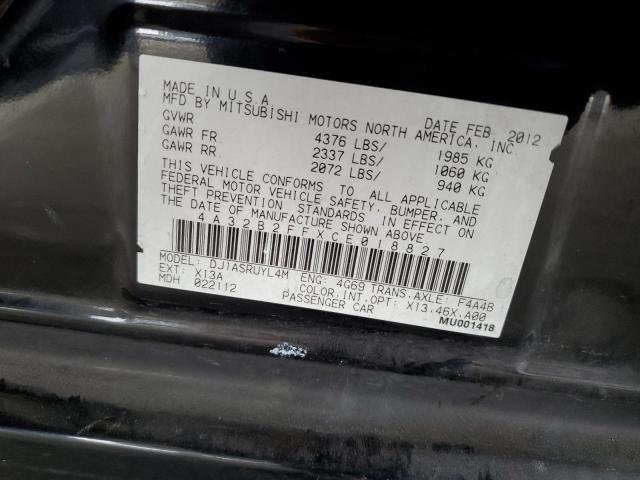 MADE IN U.S.A DATE FEB. 2012
MFD BY MITSUBISHI MOTORS NORTH AMERICA, INC
GVWR 4376 LBS/ 1985 KG
GAWR FR 2337 LBS/ 1060 KG
GAWR RR 2072 LBS/ 940 KG
THIS VEHICLE CONFORMS TO ALL APPLICABLE
FEDERAL MOTOR VEHICLE SAFETY, BUMPER, AND
THEFT PREVENTION STANDARDS IN EFFECT ON
THE DATE OF MANUFACTURE SHOWN ABOVE.
4A32B2FFXCE018827
MODEL: DJ1ASRUYL4M ENG: 4G69 TRANS.AXLE: F4A4B
EXT: X13A COLOR.INT.OPT: X13.46X.A00
MDH 022112 PASSENGER CAR
MU001418